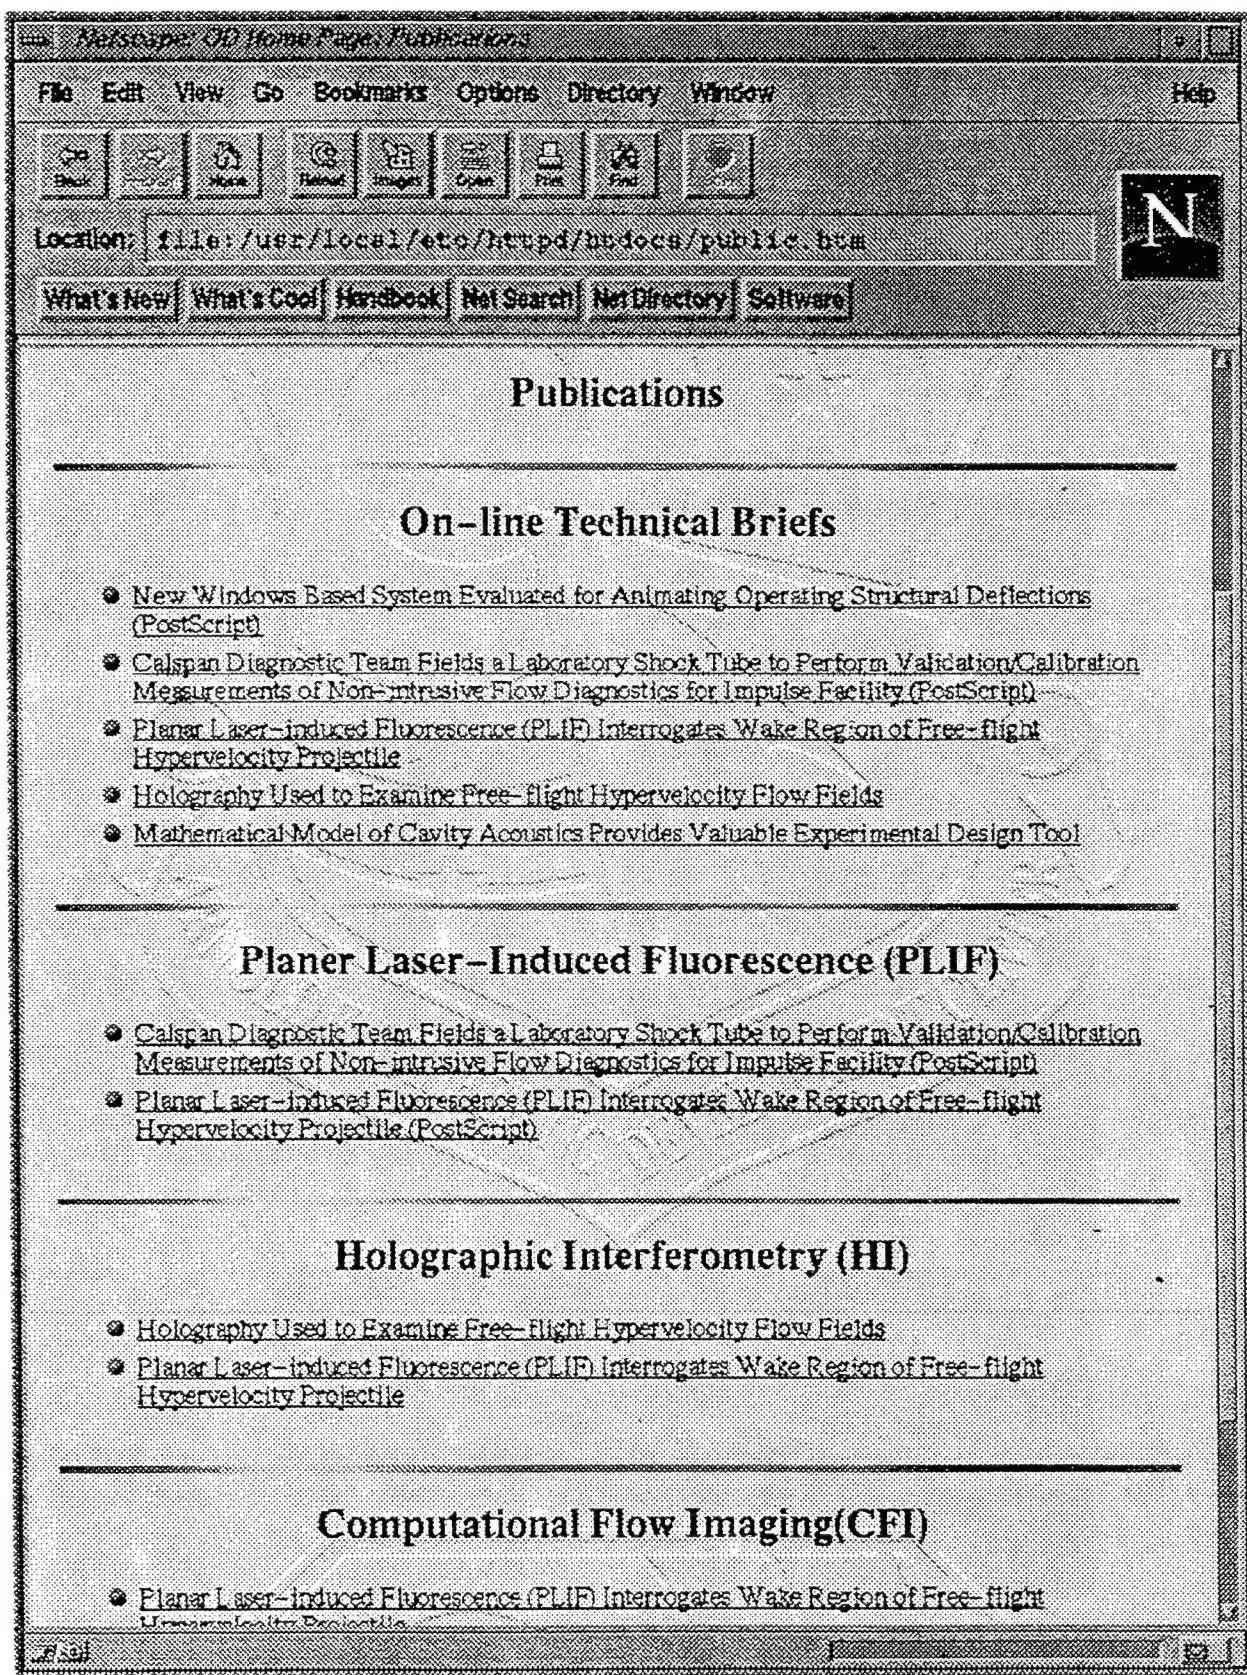 Netscape: OD Home Page: Publications
File Edit View Go Bookmarks Options Directory Window Help
Back Home Reload Images Open Print Find
N
Location: file:/usr/local/etc/httpd/htdocs/public.htm
What's New What's Cool Handbook Net Search Net Directory Software
Publications
On-line Technical Briefs
New Windows Based System Evaluated for Animating Operating Structural Deflections
(PostScript)
Calspan Diagnostic Team Fields a Laboratory Shock Tube to Perform Validation/Calibration
Measurements of Non-intrusive Flow Diagnostics for Impulse Facility (PostScript)
Planar Laser-induced Fluorescence (PLIF) Interrogates Wake Region of Free-flight
Hypervelocity Projectile
Holography Used to Examine Free-flight Hypervelocity Flow Fields
Mathematical Model of Cavity Acoustics Provides Valuable Experimental Design Tool
Planer Laser-Induced Fluorescence (PLIF)
Calspan Diagnostic Team Fields a Laboratory Shock Tube to Perform Validation/Calibration
Measurements of Non-intrusive Flow Diagnostics for Impulse Facility (PostScript)
Planar Laser-induced Fluorescence (PLIF) Interrogates Wake Region of Free-flight
Hypervelocity Projectile (PostScript)
Holographic Interferometry (HI)
Holography Used to Examine Free-flight Hypervelocity Flow Fields
Planar Laser-induced Fluorescence (PLIF) Interrogates Wake Region of Free-flight
Hypervelocity Projectile
Computational Flow Imaging(CFI)
Planar Laser-induced Fluorescence (PLIF) Interrogates Wake Region of Free-flight
Hypervelocity Projectile